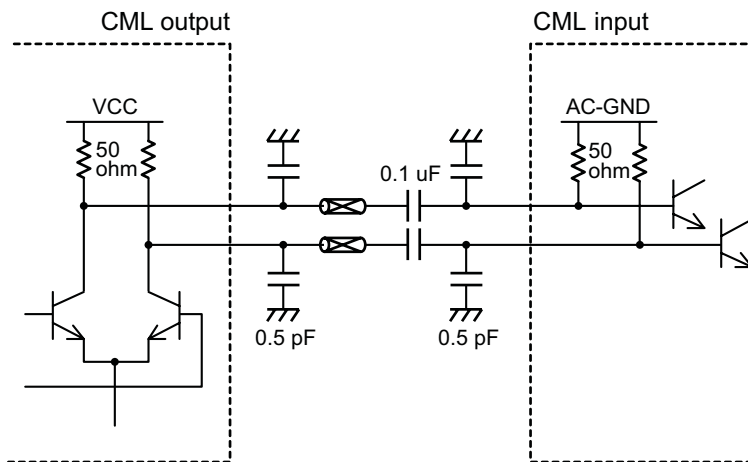 CML output
CML input
VCC
AC-GND
50
ohm
0.1 uF
50
ohm
0.5 pF
0.5 pF